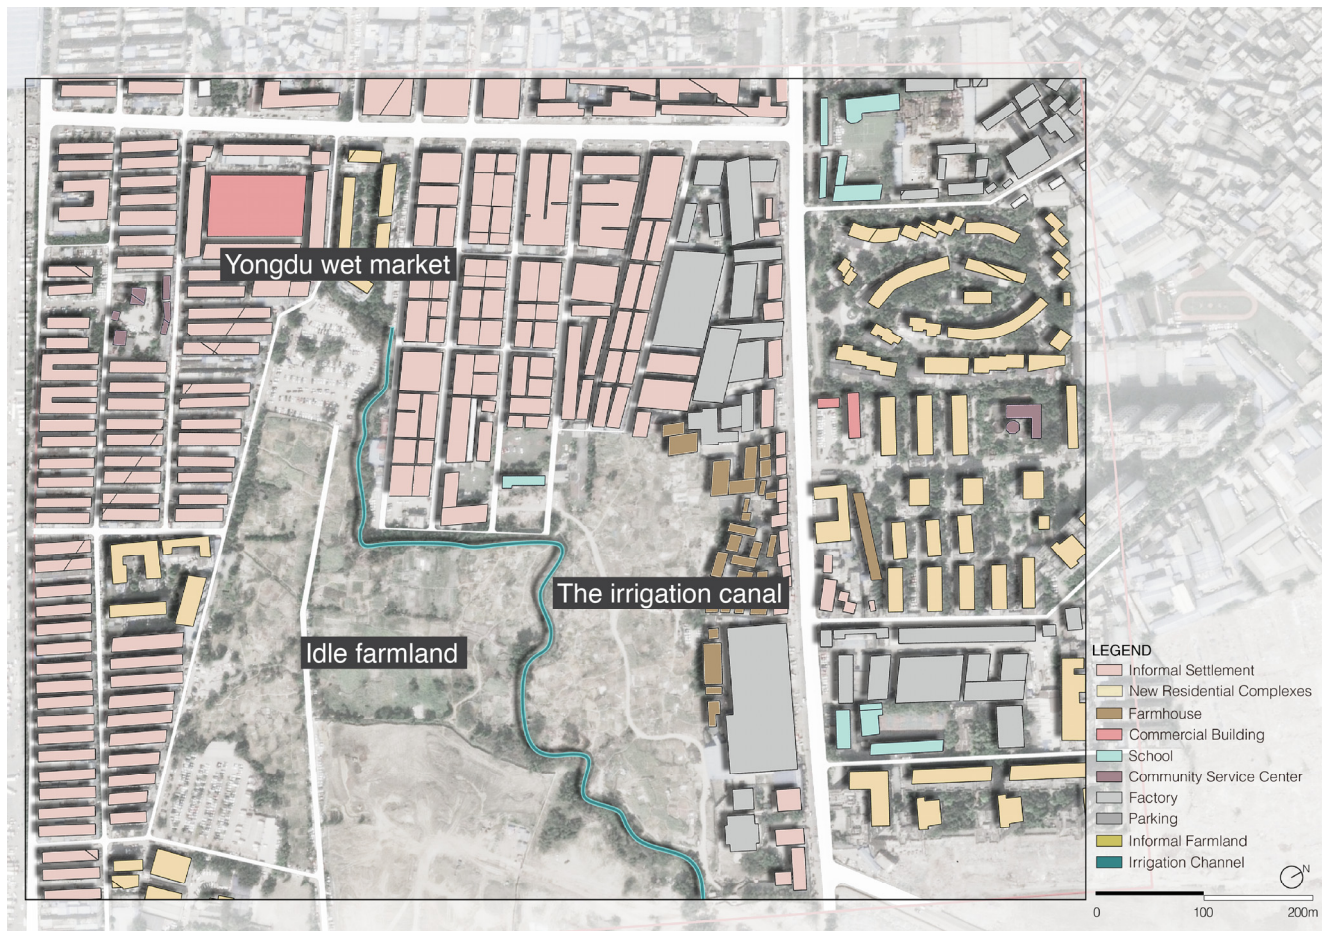 Yongdu wet market
The irrigation canal
Idle farmland
LEGEND
Informal Settlement
New Residential Complexes
Farmhouse
Commercial Building
School
Community Service Center
Factory
Parking
Informal Farmland
Irrigation Channel
N
0 100 200m